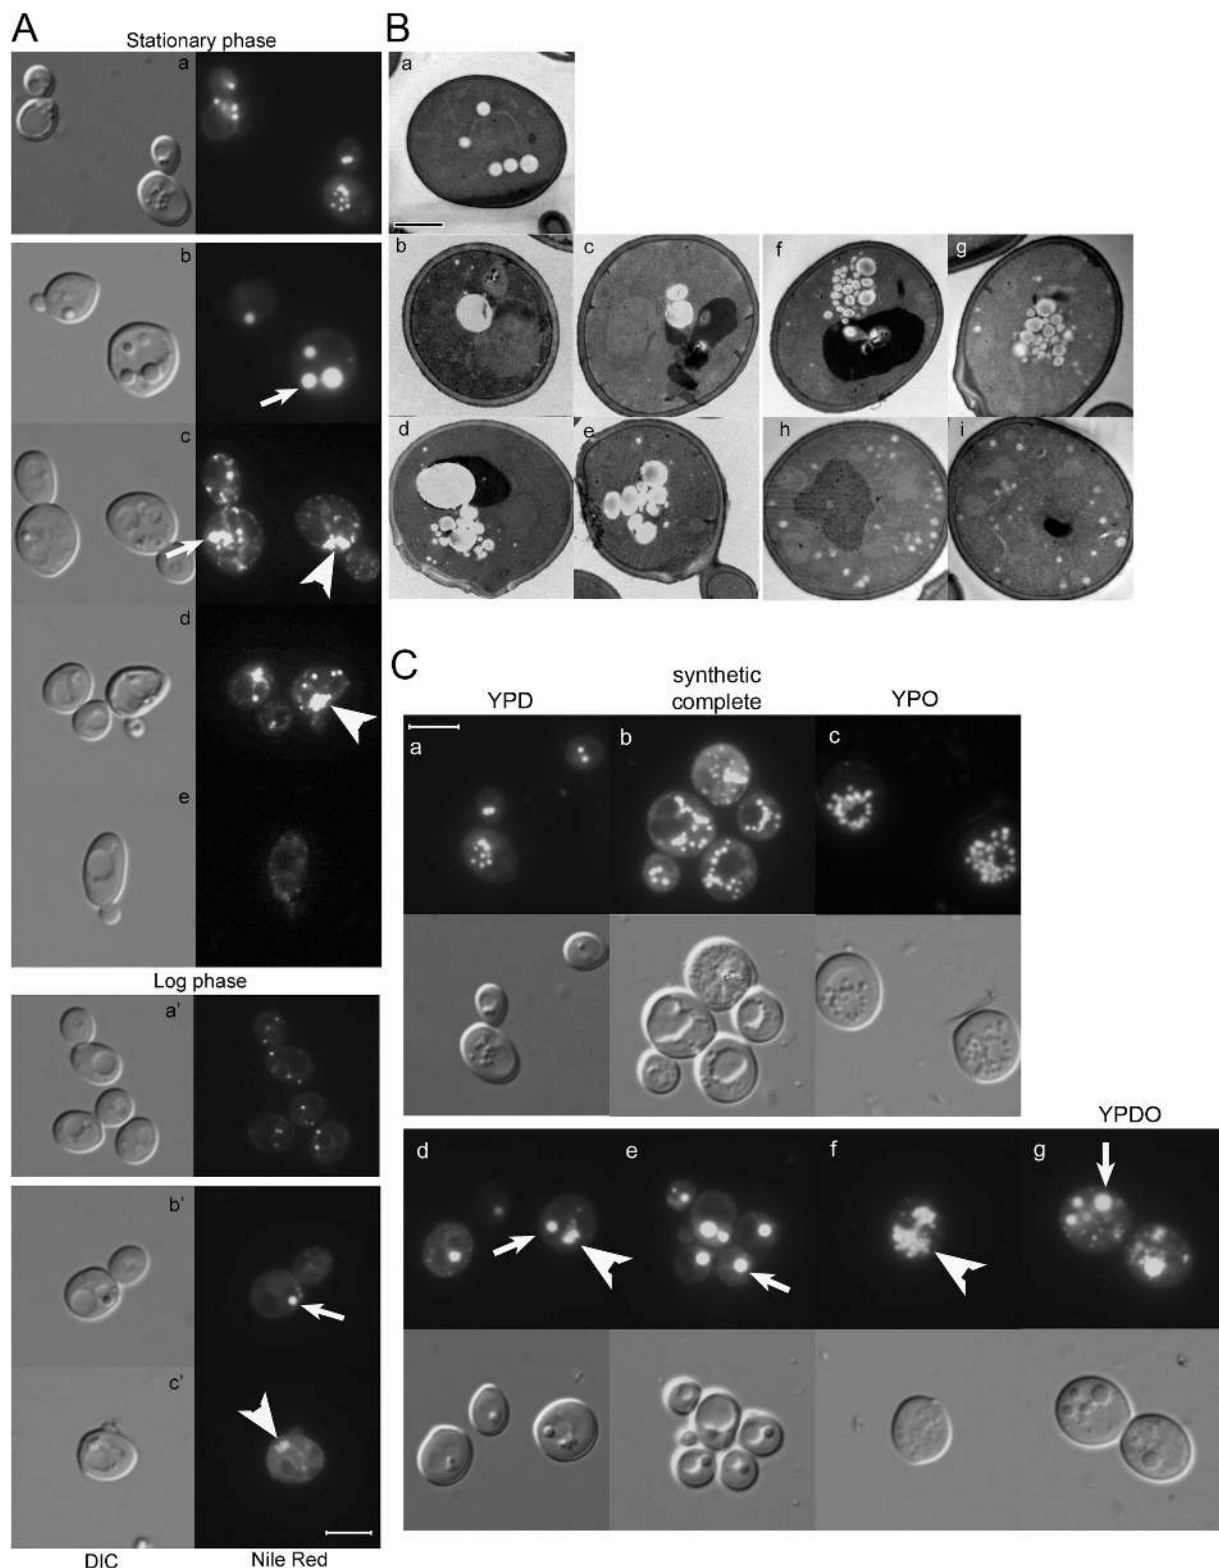 A
Stationary phase
a
b
c
d
e
Log phase
a'
b'
c'
DIC Nile Red
B
a
b c f g
d e h i
C
YPD synthetic complete YPO
a b c
YPDO
d e f g